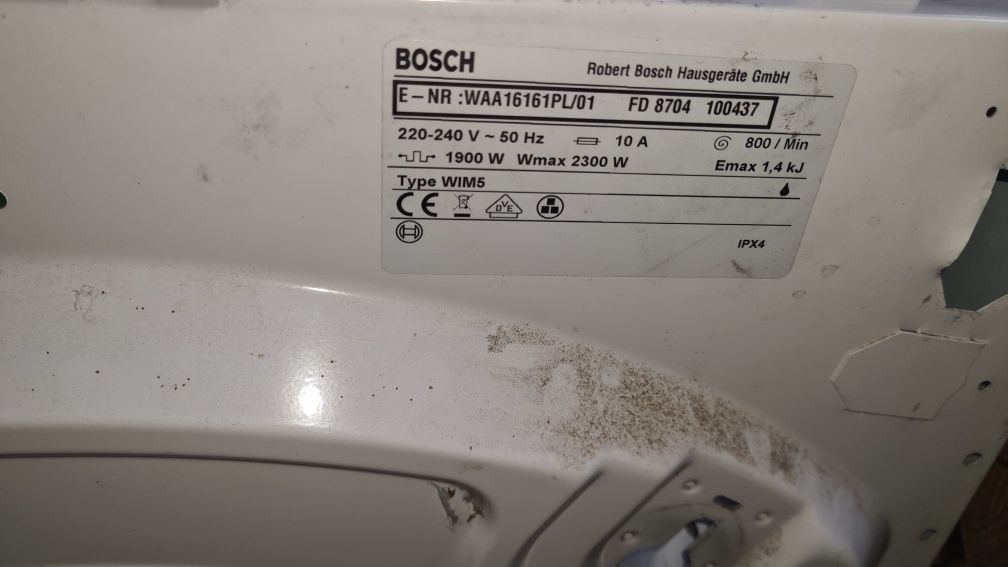 BOSCH
Robert Bosch Hausgeräte GmbH
E-NR :WAA16161PL/01 FD 8704 100437
220-240 V ~ 50 Hz 10 A 800 / Min
1900 W Wmax 2300 W Emax 1,4 kJ
Type WIM5
CE DVE
IPX4